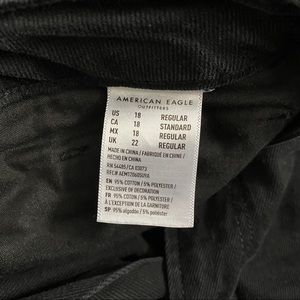 AMERICAN EAGLE
OUTFITTERS
US 18 REGULAR
CA 18 STANDARD
MX 18 REGULAR
UK 22 REGULAR
MADE IN CHINA / FABRIQUÉ EN CHINE /
HECHO EN CHINA
RN 54485/CA 03073
EN: 95% COTTON / 5% POLYESTER /
EXCLUSIVE OF DECORATION
FR: 95% COTON / 5% POLYESTER /
À L'EXCEPTION DE LA GARNITURE
SP: 95% algodón / 5% poliéster